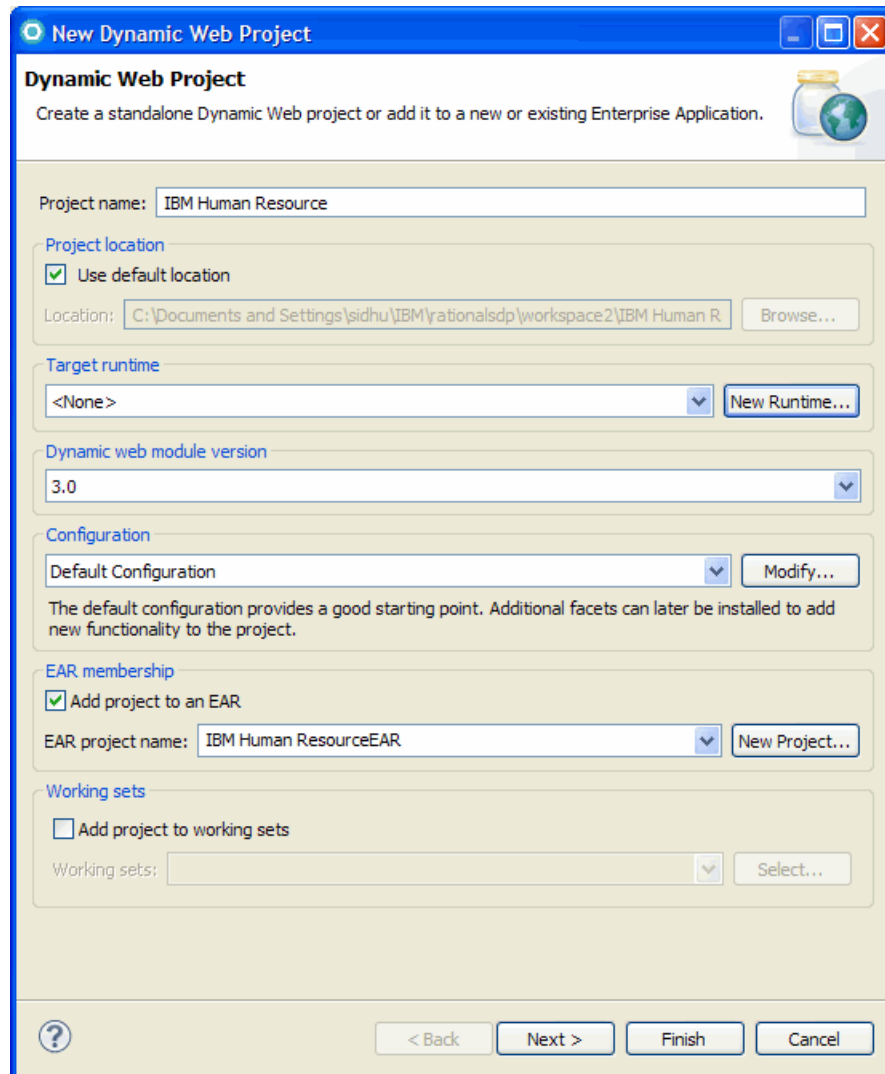 New Dynamic Web Project
Dynamic Web Project
Create a standalone Dynamic Web project or add it to a new or existing Enterprise Application.
Project name: IBM Human Resource
Project location
Use default location
Location: C:\Documents and Settings\sidhu\IBM\rationalsdp\workspace2\IBM Human R Browse...
Target runtime
<None> New Runtime...
Dynamic web module version
3.0
Configuration
Default Configuration Modify...
The default configuration provides a good starting point. Additional facets can later be installed to add
new functionality to the project.
EAR membership
Add project to an EAR
EAR project name: IBM Human ResourceEAR New Project...
Working sets
Add project to working sets
Working sets: Select...
? < Back Next > Finish Cancel